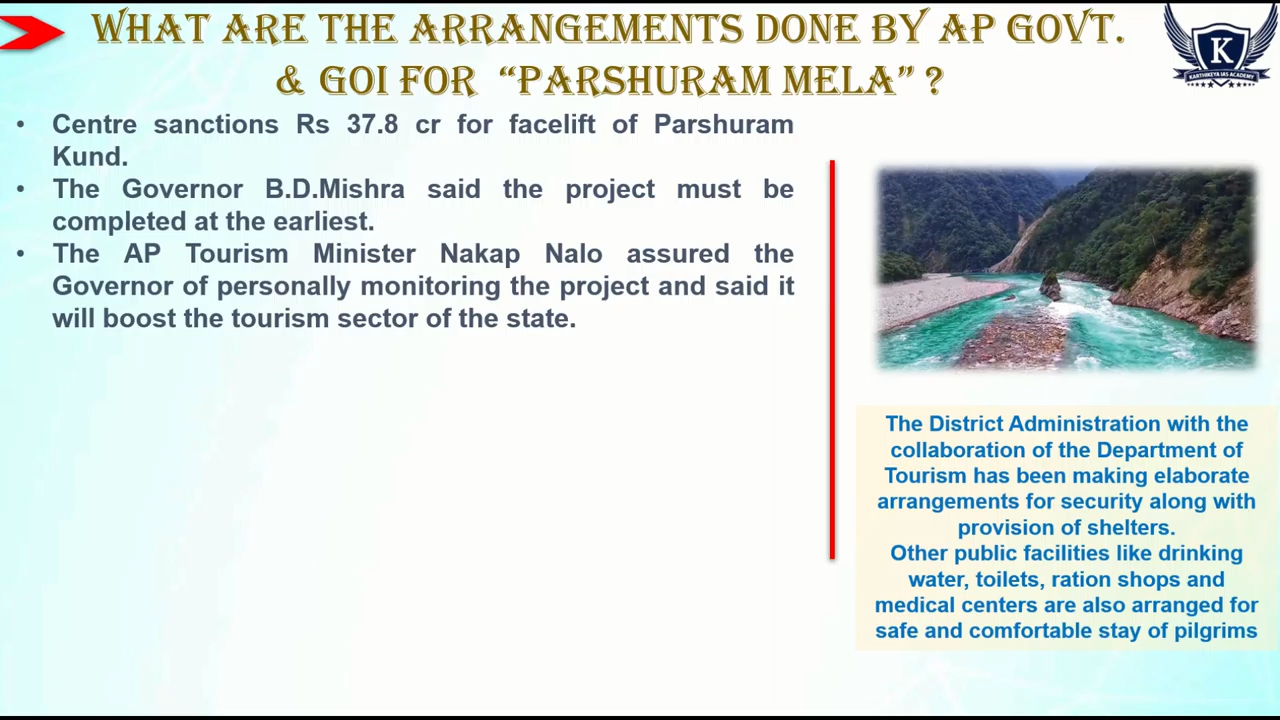 WHAT ARE THE ARRANGEMENTS DONE BY AP GOVT.
& GOI FOR “PARSHURAM MELA” ?
K
KARTHIKEYA IAS ACADEMY
• Centre sanctions Rs 37.8 cr for facelift of Parshuram
Kund.
• The Governor B.D.Mishra said the project must be
completed at the earliest.
• The AP Tourism Minister Nakap Nalo assured the
Governor of personally monitoring the project and said it
will boost the tourism sector of the state.
The District Administration with the
collaboration of the Department of
Tourism has been making elaborate
arrangements for security along with
provision of shelters.
Other public facilities like drinking
water, toilets, ration shops and
medical centers are also arranged for
safe and comfortable stay of pilgrims